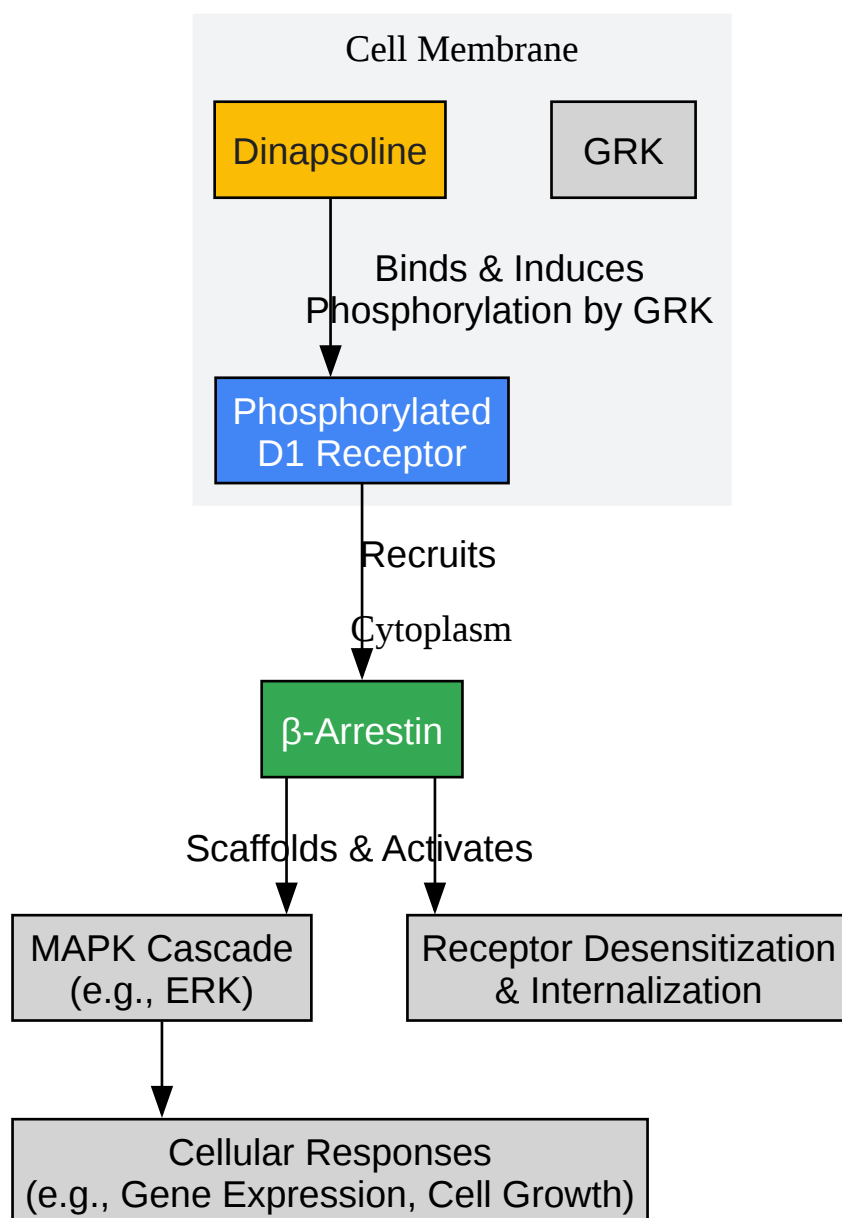 Cell Membrane
Dinapsoline
GRK
Binds & Induces
Phosphorylation by GRK
Phosphorylated
D1 Receptor
Recruits
Cytoplasm
β-Arrestin
Scaffolds & Activates
MAPK Cascade
(e.g., ERK)
Receptor Desensitization
& Internalization
Cellular Responses
(e.g., Gene Expression, Cell Growth)